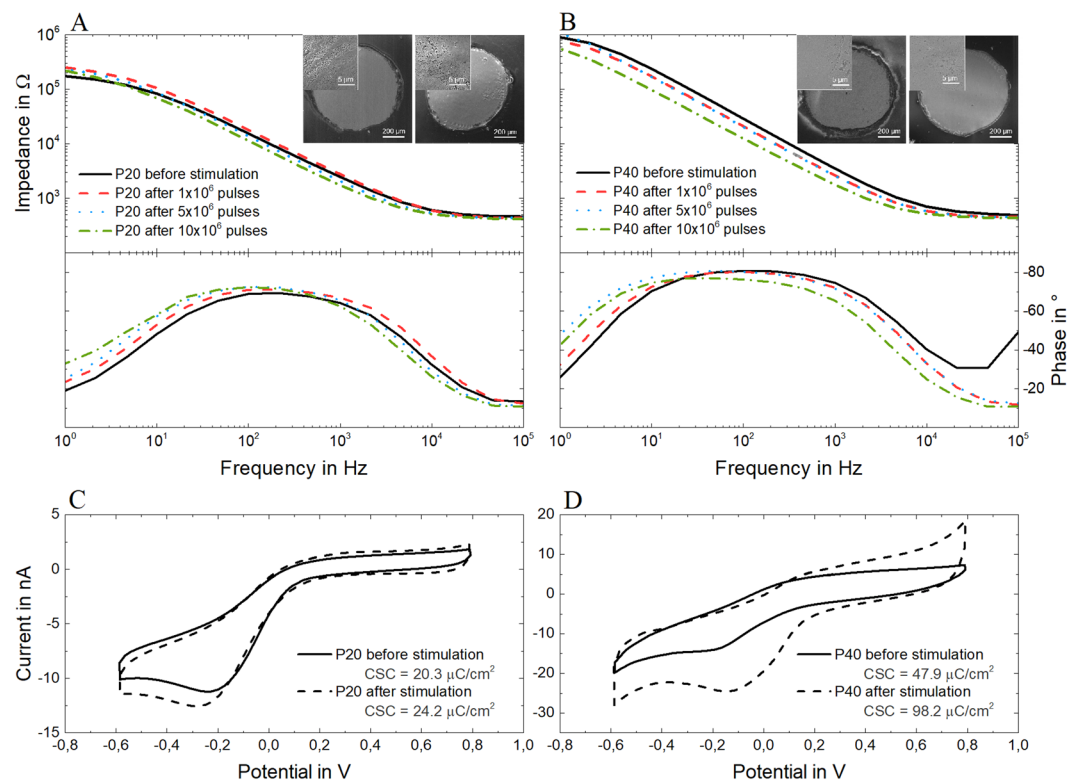 A
B
10⁶
10⁵
10⁴
10³
Impedance in Ω
5 µm
200 µm
5 µm
200 µm
P20 before stimulation
P20 after 1x10⁶ pulses
P20 after 5x10⁶ pulses
P20 after 10x10⁶ pulses
5 µm
200 µm
5 µm
200 µm
P40 before stimulation
P40 after 1x10⁶ pulses
P40 after 5x10⁶ pulses
P40 after 10x10⁶ pulses
-80
-60
-40
-20
Phase in °
10⁰ 10¹ 10² 10³ 10⁴ 10⁵
Frequency in Hz
10⁰ 10¹ 10² 10³ 10⁴ 10⁵
Frequency in Hz
C
5
0
-5
-10
-15
Current in nA
P20 before stimulation
CSC = 20.3 µC/cm²
P20 after stimulation
CSC = 24.2 µC/cm²
-0,8 -0,6 -0,4 -0,2 0,0 0,2 0,4 0,6 0,8 1,0
Potential in V
D
20
10
0
-10
-20
-30
P40 before stimulation
CSC = 47.9 µC/cm²
P40 after stimulation
CSC = 98.2 µC/cm²
-0,8 -0,6 -0,4 -0,2 0,0 0,2 0,4 0,6 0,8 1,0
Potential in V